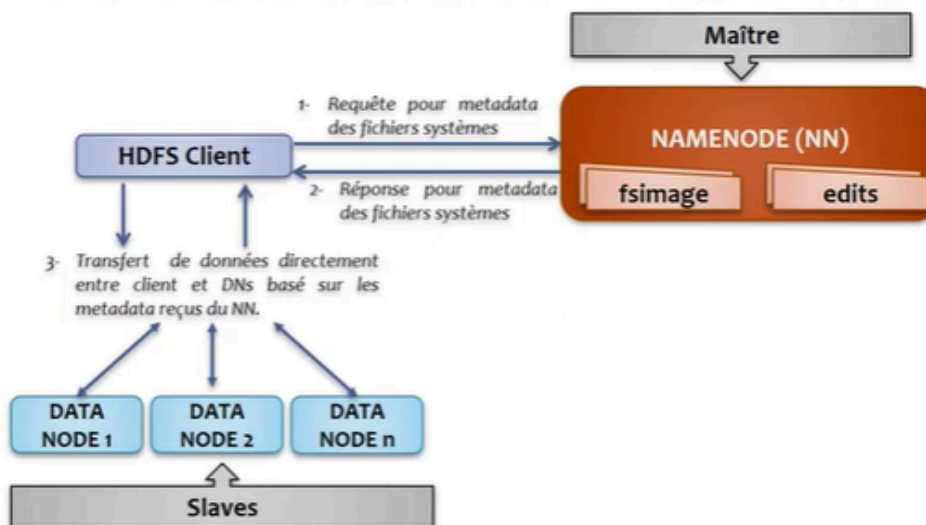 Maître
1- Requête pour metadata
des fichiers systèmes
NAMENODE (NN)
HDFS Client
fsimage
edits
2- Réponse pour metadata
des fichiers systèmes
3- Transfert de données directement
entre client et DNs basé sur les
metadata reçus du NN.
DATA
NODE 1
DATA
NODE 2
DATA
NODE n
Slaves